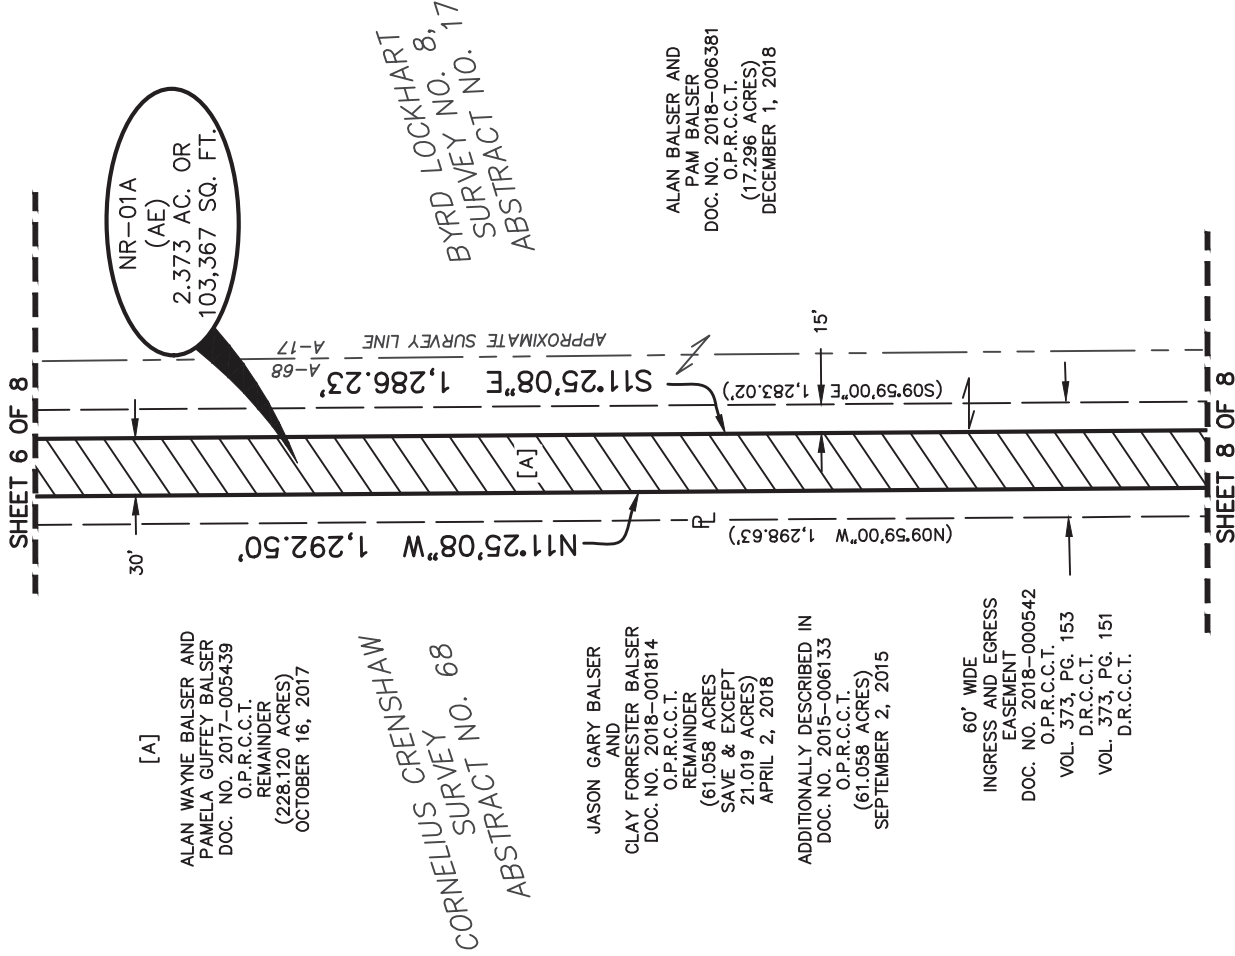 SHEET 6 OF 8
NR-01A
(AE)
2.373 AC. OR
103,367 SQ. FT.
BYRD LOCKHART
SURVEY NO. 8,
ABSTRACT NO. 17
ALAN BALSER AND
PAM BALSER
DOC. NO. 2018-006381
O.P.R.C.C.T.
(17.296 ACRES)
DECEMBER 1, 2018
A-17
APPROXIMATE SURVEY LINE
A-68
S11°25'08"E 1,286.23'
(S09°59'00"E 1,283.02')
15'
[A]
30'
N11°25'08"W 1,292.50'
(N09°59'00"W 1,298.63')
PL
[A]
ALAN WAYNE BALSER AND
PAMELA GUFFEY BALSER
DOC. NO. 2017-005439
O.P.R.C.C.T.
REMAINDER
(228.120 ACRES)
OCTOBER 16, 2017
CORNELIUS CRENSHAW
SURVEY NO. 68
ABSTRACT
JASON GARY BALSER
AND
CLAY FORRESTER BALSER
DOC. NO. 2018-001814
O.P.R.C.C.T.
REMAINDER
(61.058 ACRES
SAVE & EXCEPT
21.019 ACRES)
APRIL 2, 2018
ADDITIONALLY DESCRIBED IN
DOC. NO. 2015-006133
O.P.R.C.C.T.
(61.058 ACRES)
SEPTEMBER 2, 2015
60' WIDE
INGRESS AND EGRESS
EASEMENT
DOC. NO. 2018-000542
O.P.R.C.C.T.
VOL. 373, PG. 153
D.R.C.C.T.
VOL. 373, PG. 151
D.R.C.C.T.
SHEET 8 OF 8